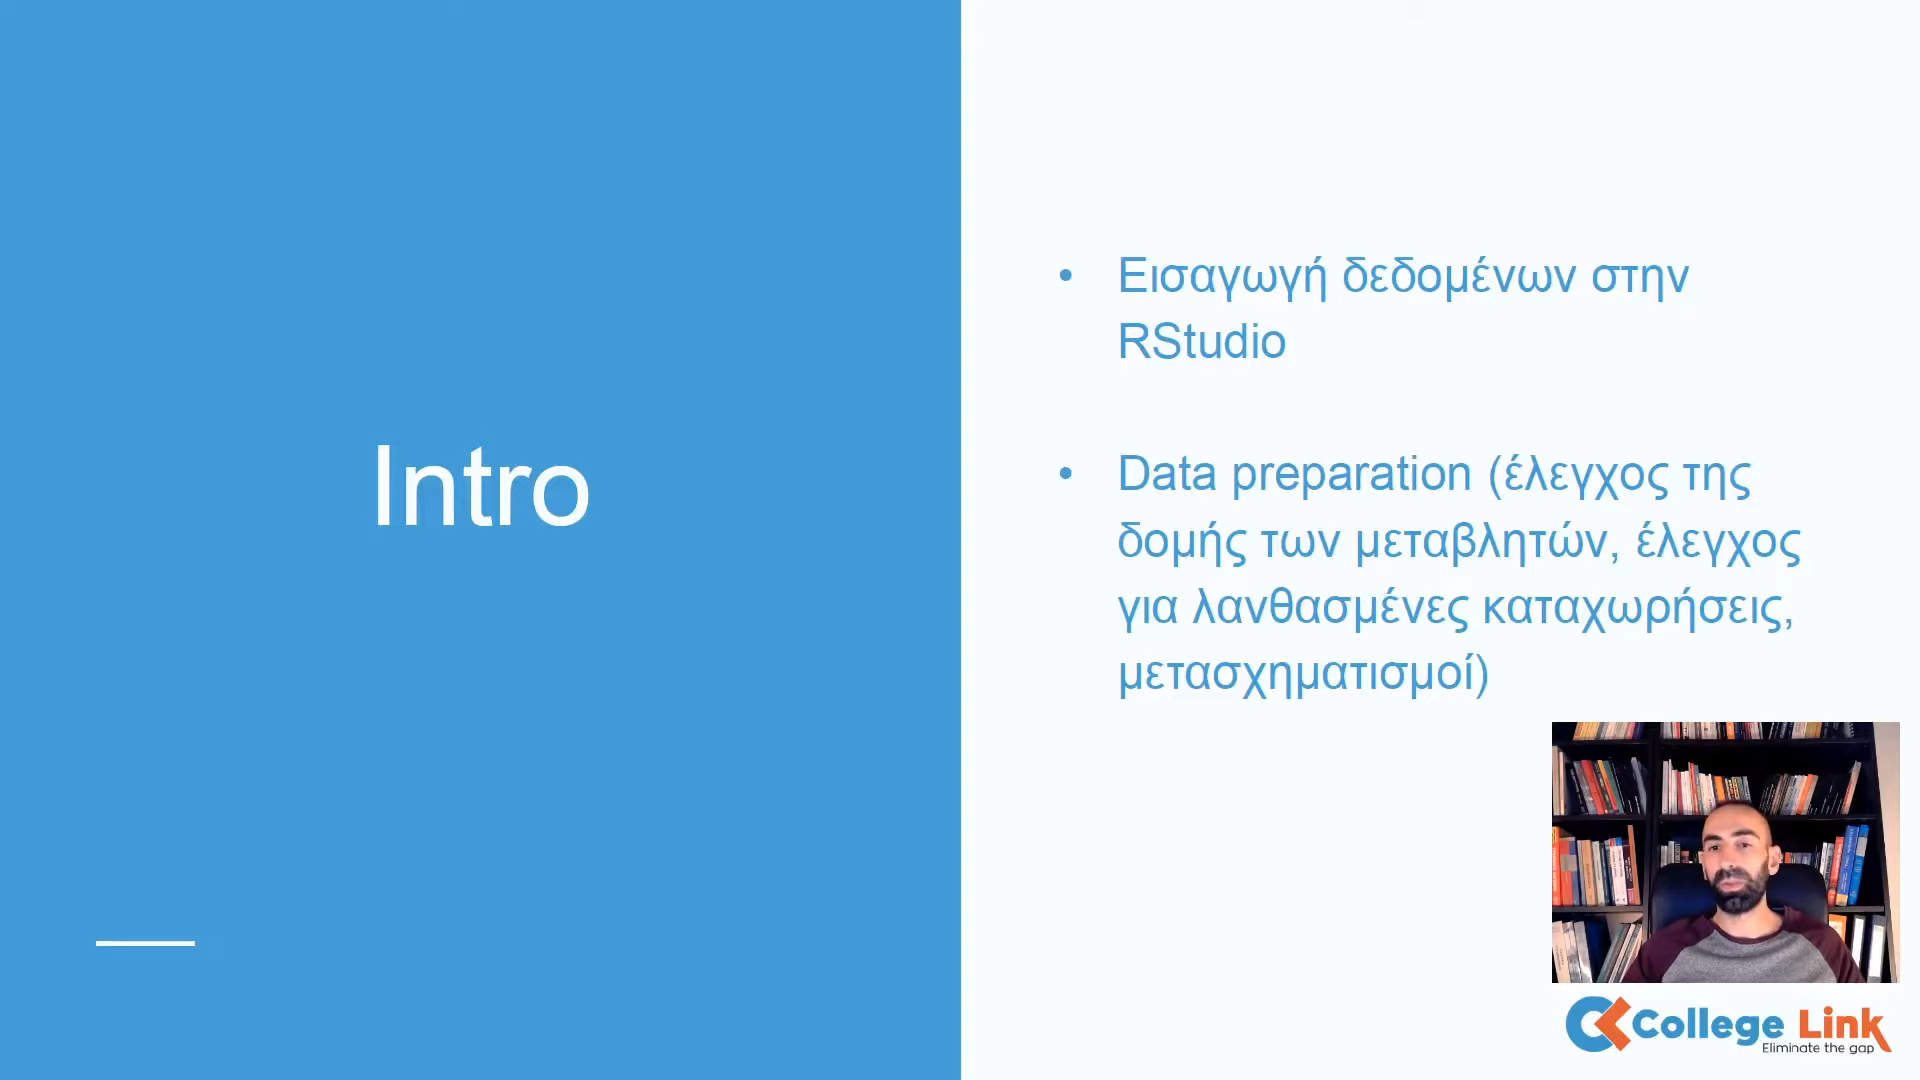 Intro
• Εισαγωγή δεδομένων στην
RStudio
• Data preparation (έλεγχος της
δομής των μεταβλητών, έλεγχος
για λανθασμένες καταχωρήσεις,
μετασχηματισμοί)
College Link
Eliminate the gap